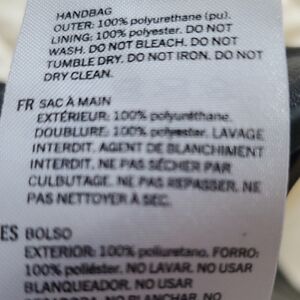 HANDBAG
OUTER: 100% polyurethane (pu).
LINING: 100% polyester. DO NOT
WASH. DO NOT BLEACH. DO NOT
TUMBLE DRY. DO NOT IRON. DO NOT
DRY CLEAN.
FR SAC À MAIN
EXTÉRIEUR: 100% polyuréthane.
DOUBLURE: 100% polyester. LAVAGE
INTERDIT. AGENT DE BLANCHIMENT
INTERDIT. NE PAS SÉCHER PAR
CULBUTAGE. NE PAS REPASSER. NE
PAS NETTOYER À SEC.
ES BOLSO
EXTERIOR: 100% poliuretano. FORRO:
100% poliéster. NO LAVAR. NO USAR
BLANQUEADOR. NO USAR
NO BLANCHAR. NO